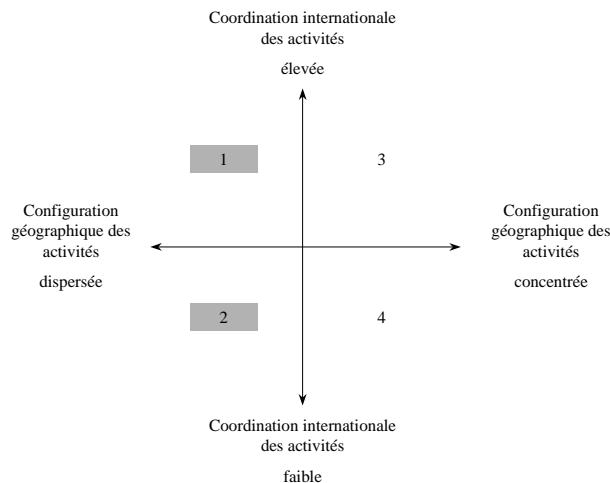 Coordination internationale
des activités
élevée
1
3
Configuration
géographique des
activités
dispersée
Configuration
géographique des
activités
concentrée
2
4
Coordination internationale
des activités
faible